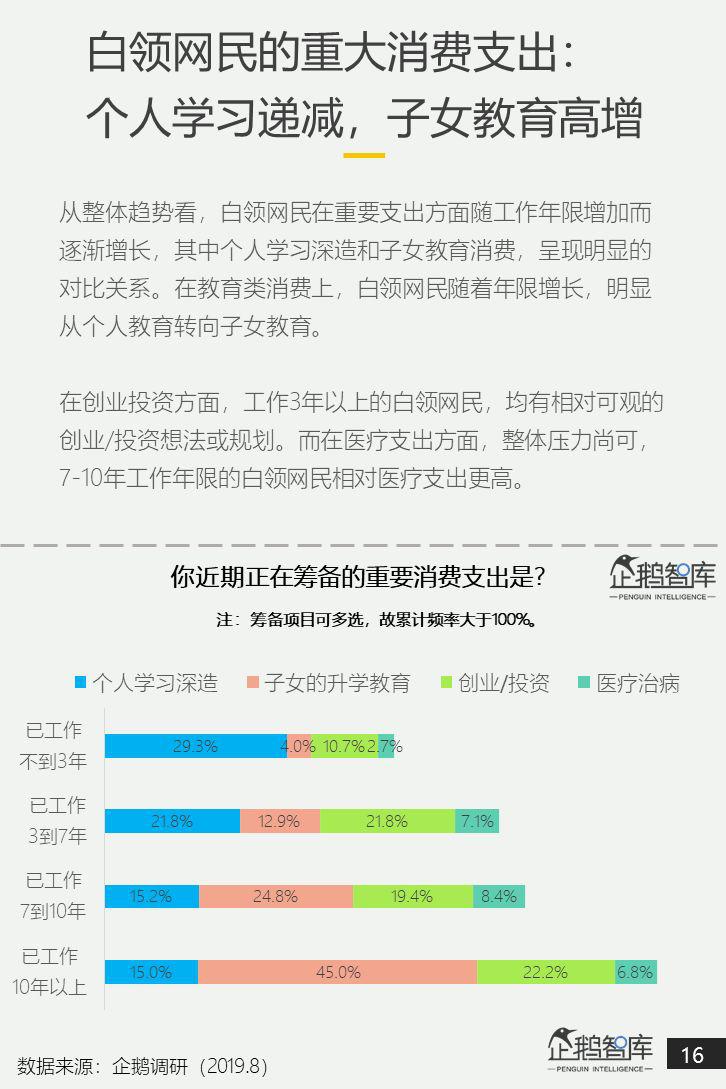 白领网民的重大消费支出：
个人学习递减，子女教育高增
从整体趋势看，白领网民在重要支出方面随工作年限增加而
逐渐增长，其中个人学习深造和子女教育消费，呈现明显的
对比关系。在教育类消费上，白领网民随着年限增长，明显
从个人教育转向子女教育。
在创业投资方面，工作3年以上的白领网民，均有相对可观的
创业/投资想法或规划。而在医疗支出方面，整体压力尚可，
7-10年工作年限的白领网民相对医疗支出更高。
你近期正在筹备的重要消费支出是？
企鹅智库
PENGUIN INTELLIGENCE
注：筹备项目可多选，故累计频率大于100%。
个人学习深造 子女的升学教育 创业/投资 医疗治病
已工作
不到3年
29.3% 4.0% 10.7% 2.7%
已工作
3到7年
21.8% 12.9% 21.8% 7.1%
已工作
7到10年
15.2% 24.8% 19.4% 8.4%
已工作
10年以上
15.0% 45.0% 22.2% 6.8%
数据来源：企鹅调研（2019.8）
企鹅智库
PENGUIN INTELLIGENCE
16